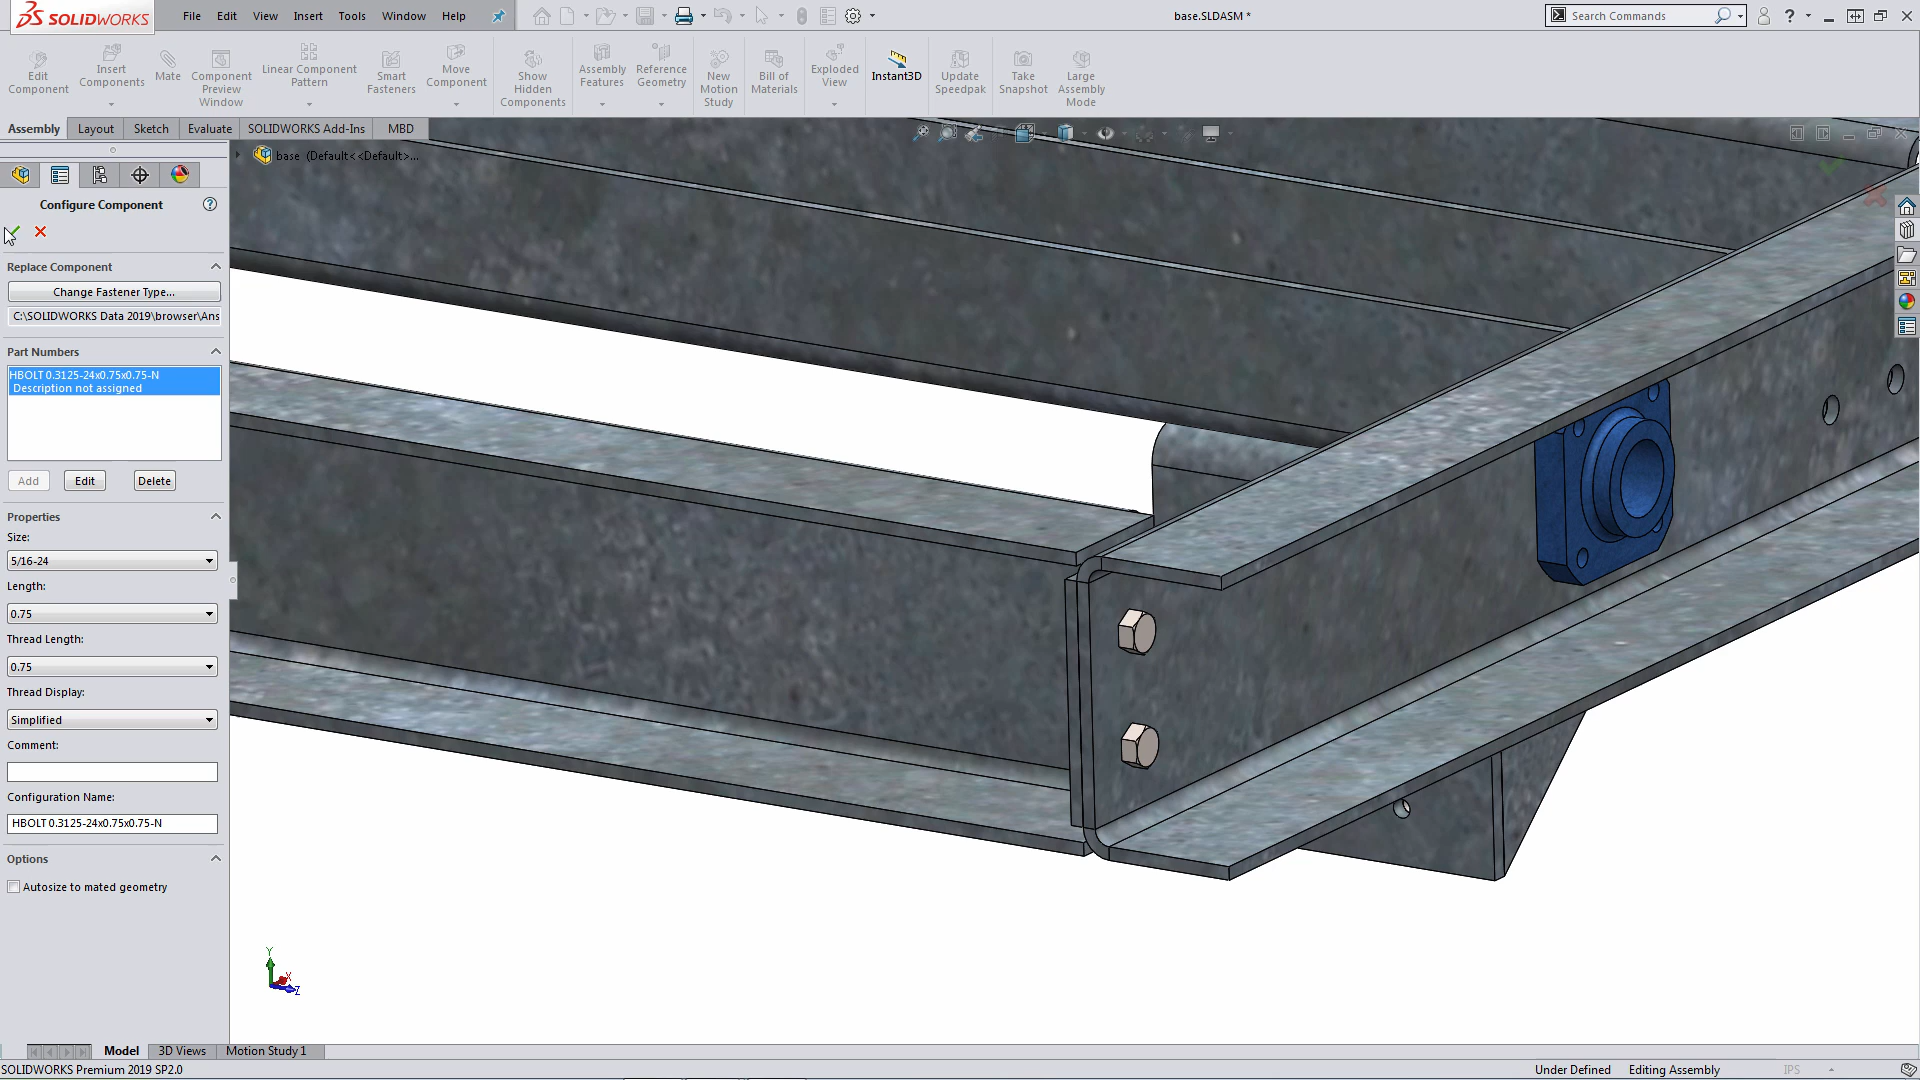 SOLIDWORKS
File Edit View Insert Tools Window Help
base.SLDASM *
Search Commands
Edit Component
Insert Components
Mate
Component Preview Window
Linear Component Pattern
Smart Fasteners
Move Component
Show Hidden Components
Assembly Features
Reference Geometry
New Motion Study
Bill of Materials
Exploded View
Instant3D
Update Speedpak
Take Snapshot
Large Assembly Mode
Assembly Layout Sketch Evaluate SOLIDWORKS Add-Ins MBD
base (Default<<Default>...
Configure Component
Replace Component
Change Fastener Type...
C:\SOLIDWORKS Data 2019\browser\Ans
Part Numbers
HBOLT 0.3125-24x0.75x0.75-N
Description not assigned
Add Edit Delete
Properties
Size:
5/16-24
Length:
0.75
Thread Length:
0.75
Thread Display:
Simplified
Comment:
Configuration Name:
HBOLT 0.3125-24x0.75x0.75-N
Options
Autosize to mated geometry
Y
X
Z
Model 3D Views Motion Study 1
SOLIDWORKS Premium 2019 SP2.0
Under Defined Editing Assembly IPS